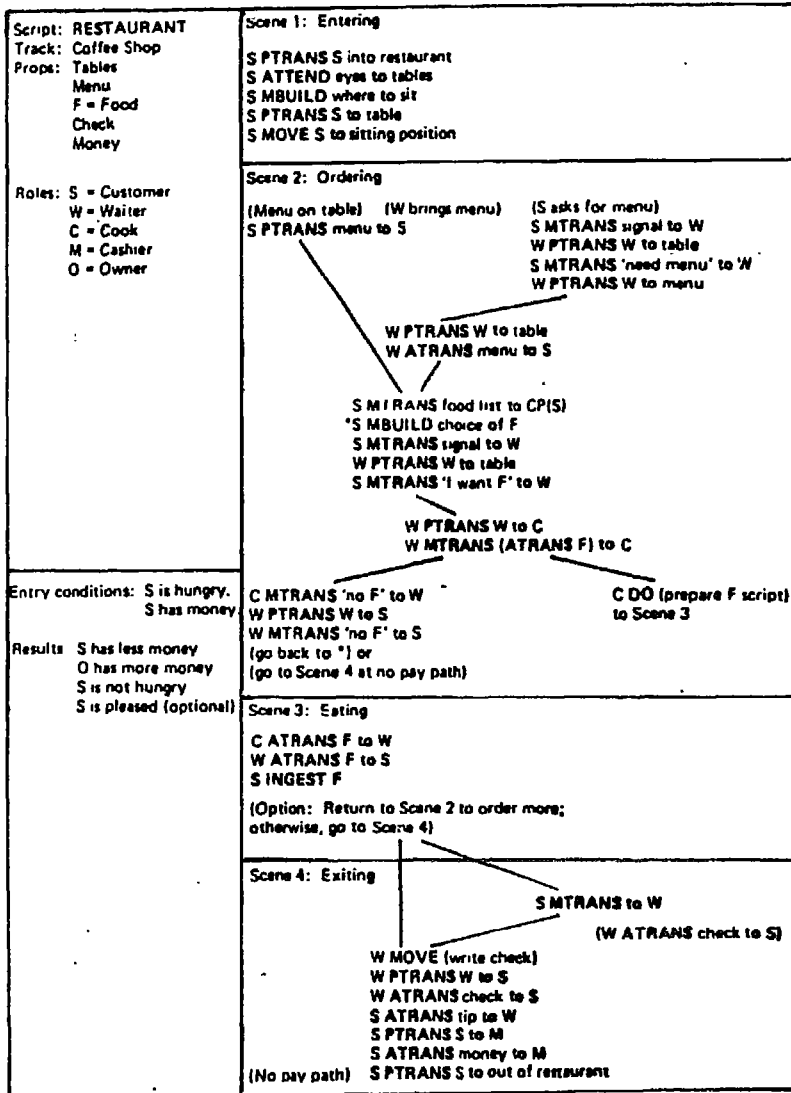 Script: RESTAURANT
Track: Coffee Shop
Props: Tables
Menu
F = Food
Check
Money
Roles: S = Customer
W = Waiter
C = Cook
M = Cashier
O = Owner
Entry conditions: S is hungry.
S has money
Results S has less money
O has more money
S is not hungry
S is pleased (optional)
Scene 1: Entering
S PTRANS S into restaurant
S ATTEND eyes to tables
S MBUILD where to sit
S PTRANS S to table
S MOVE S to sitting position
Scene 2: Ordering
(Menu on table) (W brings menu) (S asks for menu)
S PTRANS menu to S
S MTRANS signal to W
W PTRANS W to table
S MTRANS 'need menu' to W
W PTRANS W to menu
W PTRANS W to table
W ATRANS menu to S
S MTRANS food list to CP(S)
*S MBUILD choice of F
S MTRANS signal to W
W PTRANS W to table
S MTRANS 'I want F' to W
W PTRANS W to C
W MTRANS (ATRANS F) to C
C MTRANS 'no F' to W
W PTRANS W to S
W MTRANS 'no F' to S
(go back to *) or
(go to Scene 4 at no pay path)
C DO (prepare F script)
to Scene 3
Scene 3: Eating
C ATRANS F to W
W ATRANS F to S
S INGEST F
(Option: Return to Scene 2 to order more;
otherwise, go to Scene 4)
Scene 4: Exiting
S MTRANS to W
(W ATRANS check to S)
W MOVE (write check)
W PTRANS W to S
W ATRANS check to S
S ATRANS tip to W
S PTRANS S to M
S ATRANS money to M
(No pay path) S PTRANS S to out of restaurant